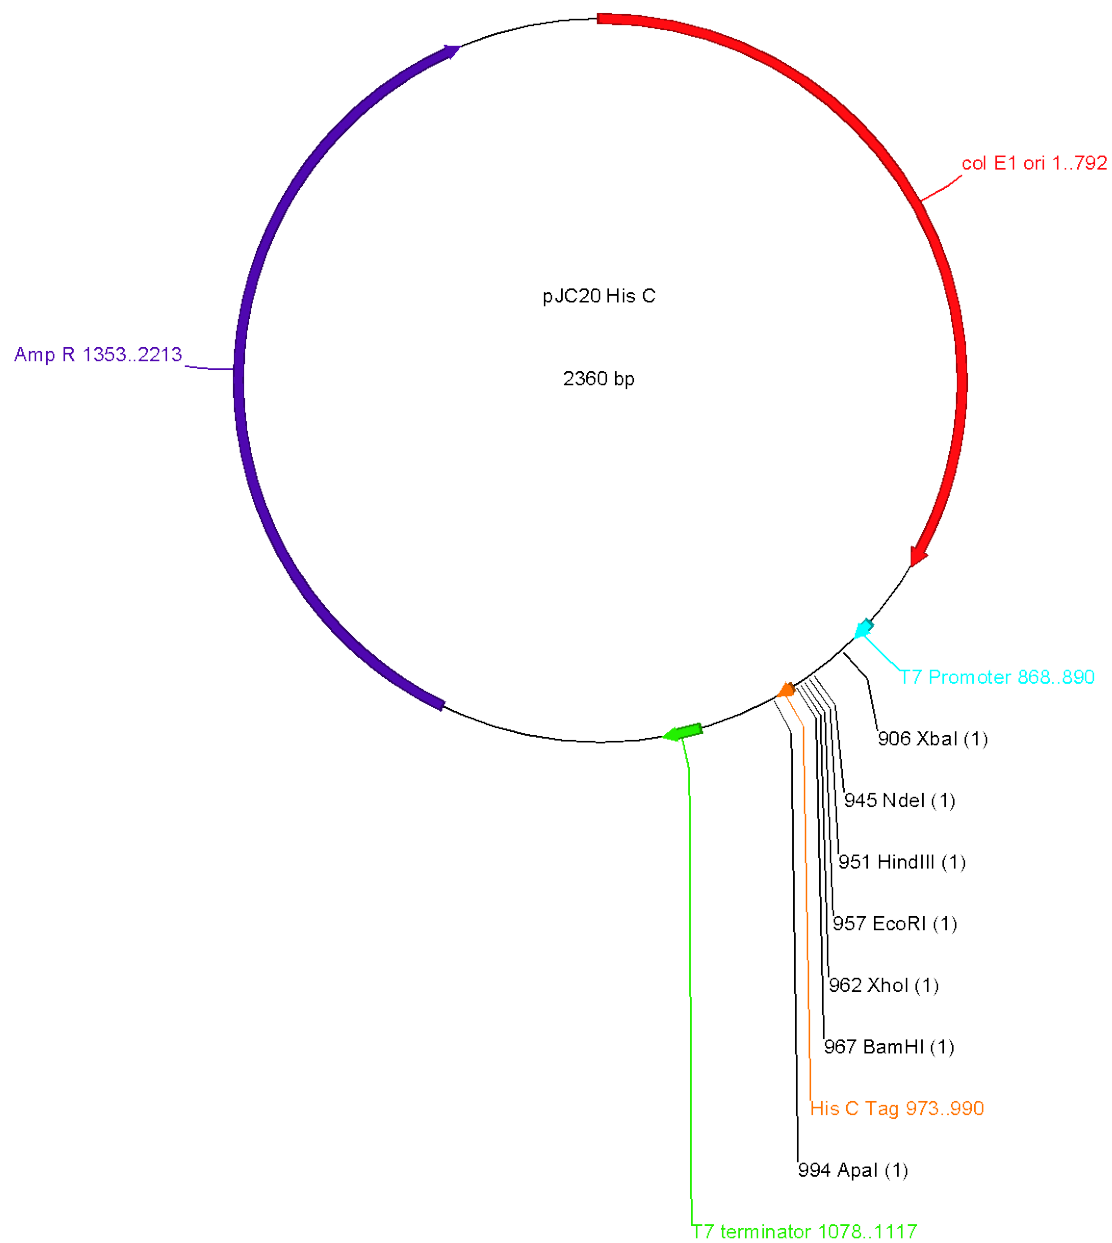 col E1 ori 1..792
pJC20 His C
Amp R 1353..2213
2360 bp
T7 Promoter 868..890
906 XbaI (1)
945 NdeI (1)
951 HindIII (1)
957 EcoRI (1)
962 XhoI (1)
967 BamHI (1)
His C Tag 973..990
994 ApaI (1)
T7 terminator 1078..1117